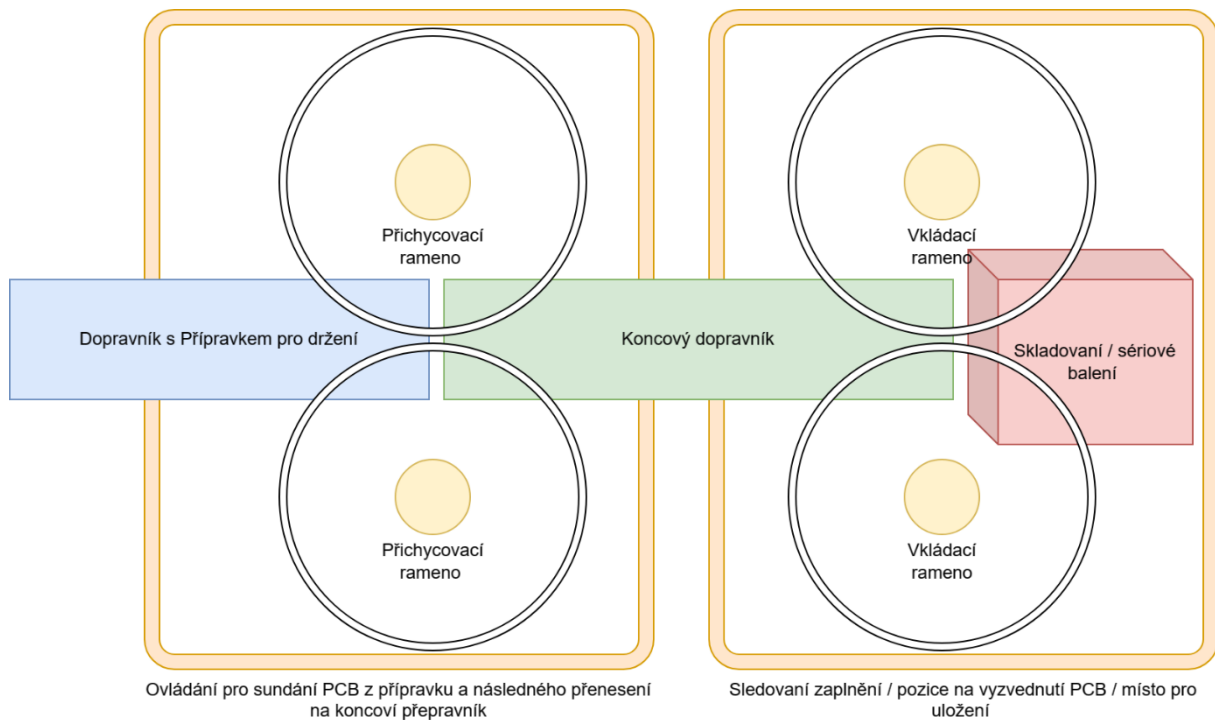 Přichycovací
rameno
Vkládací
rameno
Dopravník s Přípravkem pro držení
Koncový dopravník
Skladovaní / sériové
balení
Přichycovací
rameno
Vkládací
rameno
Ovládání pro sundání PCB z přípravku a následného přenesení
na koncoví přepravník
Sledovaní zaplnění / pozice na vyzvednutí PCB / místo pro
uložení